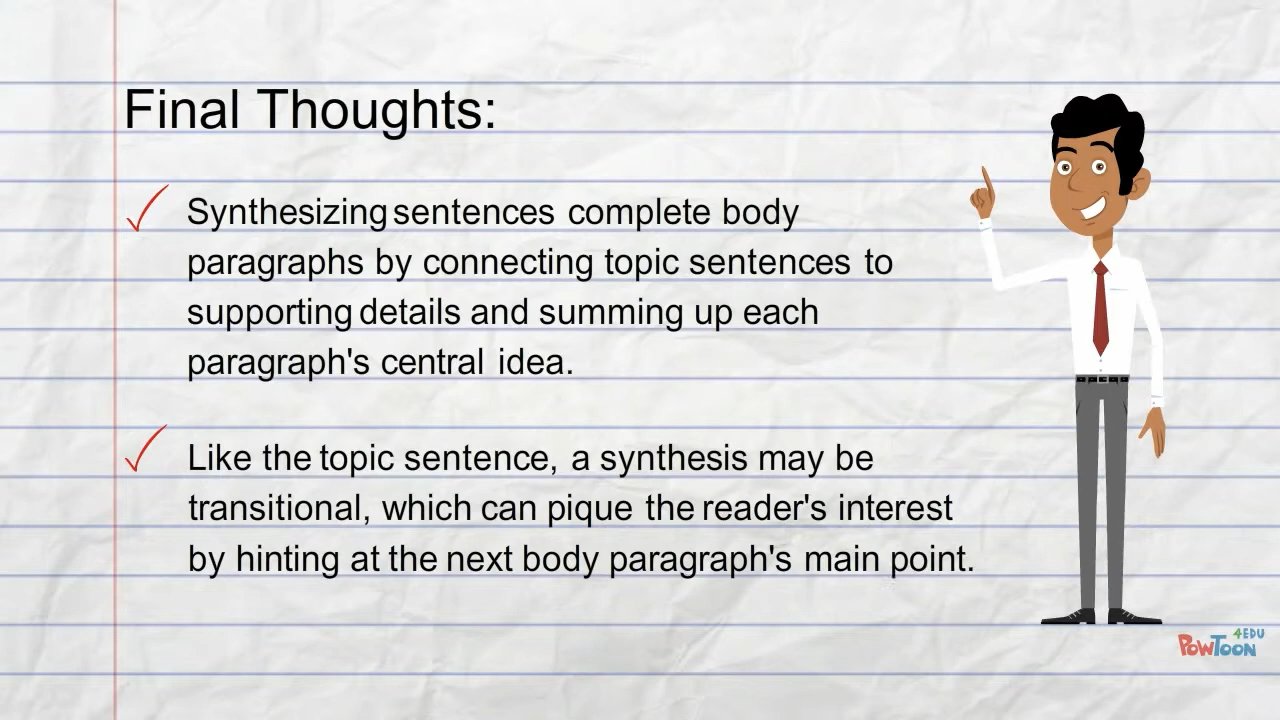 Final Thoughts:
Synthesizing sentences complete body
paragraphs by connecting topic sentences to
supporting details and summing up each
paragraph's central idea.
Like the topic sentence, a synthesis may be
transitional, which can pique the reader's interest
by hinting at the next body paragraph's main point.
4EDU
POWTOON